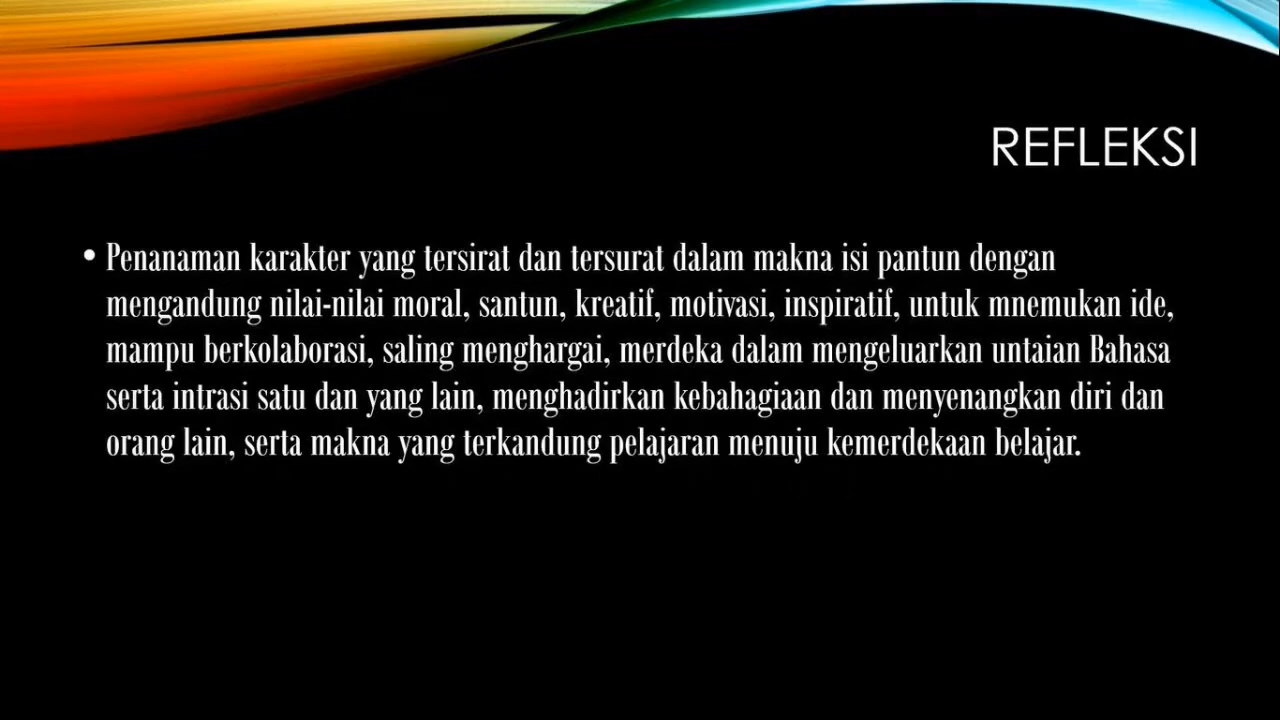 REFLEKSI
• Penanaman karakter yang tersirat dan tersurat dalam makna isi pantun dengan
mengandung nilai-nilai moral, santun, kreatif, motivasi, inspiratif, untuk mnemukan ide,
mampu berkolaborasi, saling menghargai, merdeka dalam mengeluarkan untaian Bahasa
serta intrasi satu dan yang lain, menghadirkan kebahagiaan dan menyenangkan diri dan
orang lain, serta makna yang terkandung pelajaran menuju kemerdekaan belajar.